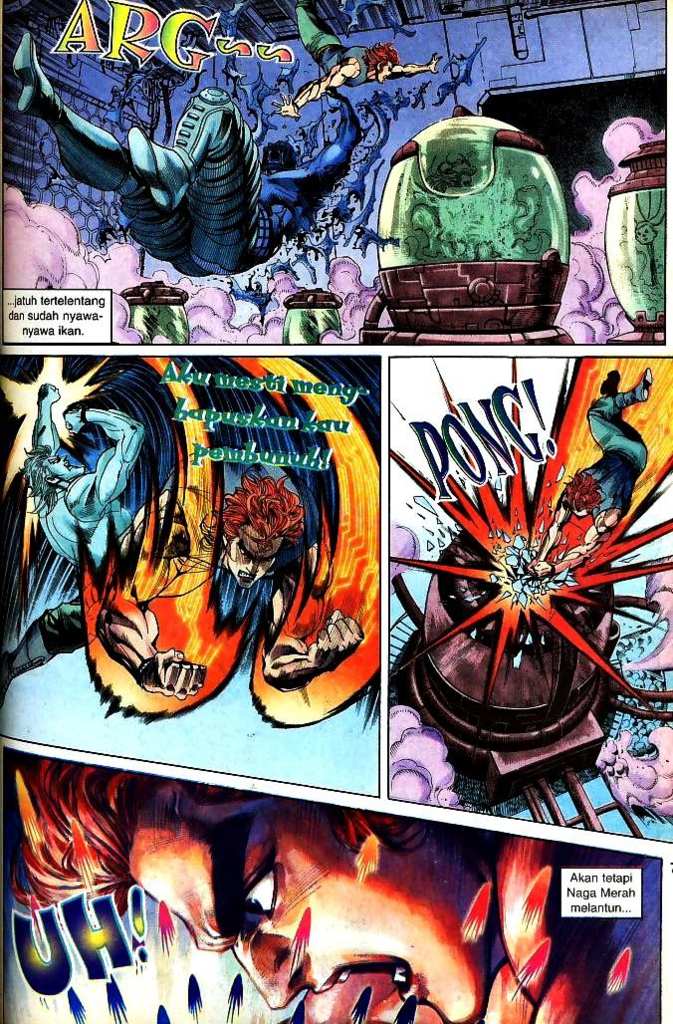 ARG~~
...jatuh tertelentang
dan sudah nyawa-
nyawa ikan.
Aku mesti meng-
hapuskan kau
pembunuh!
PONG!
UH!
Akan tetapi
Naga Merah
melantun...